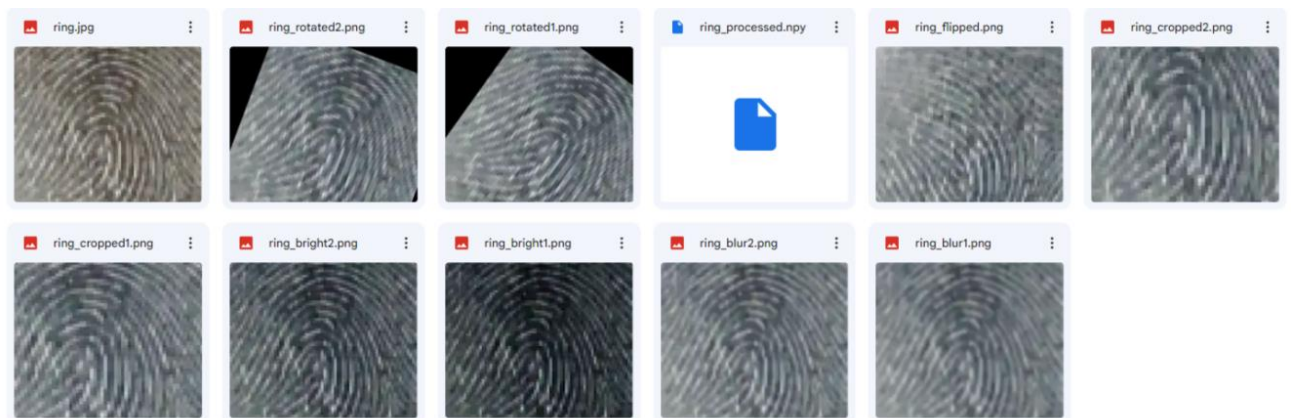 ring.jpg
ring_rotated2.png
ring_rotated1.png
ring_processed.npy
ring_flipped.png
ring_cropped2.png
ring_cropped1.png
ring_bright2.png
ring_bright1.png
ring_blur2.png
ring_blur1.png